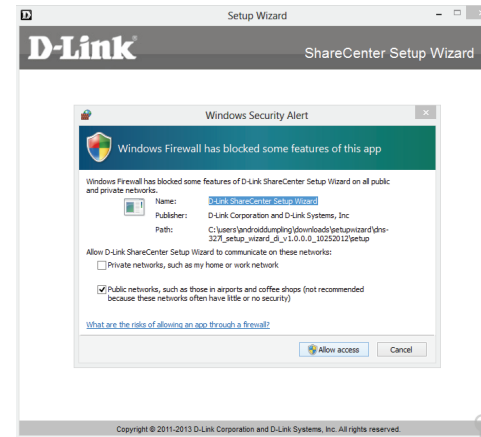 Setup Wizard
D-Link
ShareCenter Setup Wizard
Windows Security Alert
Windows Firewall has blocked some features of this app
Windows Firewall has blocked some features of D-Link ShareCenter Setup Wizard on all public
and private networks.
Name: D-Link ShareCenter Setup Wizard
Publisher: D-Link Corporation and D-Link Systems, Inc
Path: C:\users\androiddumpling\downloads\setupwizard\dns-
327l_setup_wizard_di_v1.0.0.0_10252012\setup
Allow D-Link ShareCenter Setup Wizard to communicate on these networks:
Private networks, such as my home or work network
Public networks, such as those in airports and coffee shops (not recommended
because these networks often have little or no security)
What are the risks of allowing an app through a firewall?
Allow access Cancel
Copyright © 2011-2013 D-Link Corporation and D-Link Systems, Inc. All rights reserved.